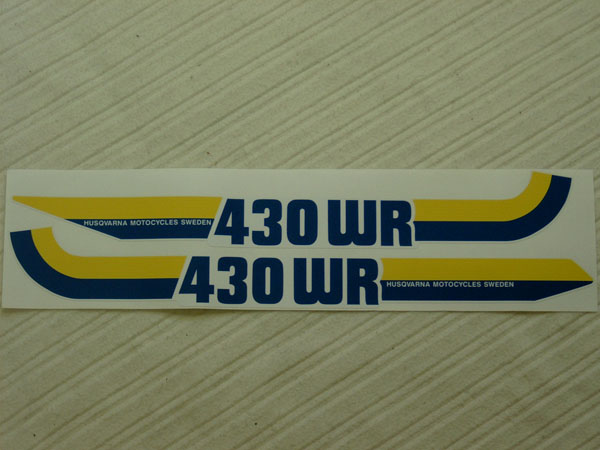 HUSQVARNA MOTOCYCLES SWEDEN 430 WR
430 WR HUSQVARNA MOTOCYCLES SWEDEN